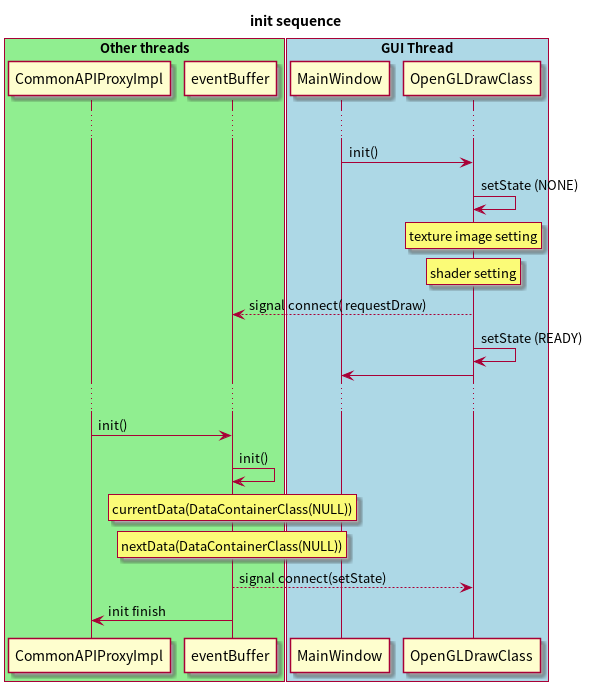 init sequence
Other threads
GUI Thread
CommonAPIProxyImpl
eventBuffer
MainWindow
OpenGLDrawClass
init()
setState (NONE)
texture image setting
shader setting
signal connect( requestDraw)
setState (READY)
init()
init()
currentData(DataContainerClass(NULL))
nextData(DataContainerClass(NULL))
signal connect(setState)
init finish
CommonAPIProxyImpl
eventBuffer
MainWindow
OpenGLDrawClass